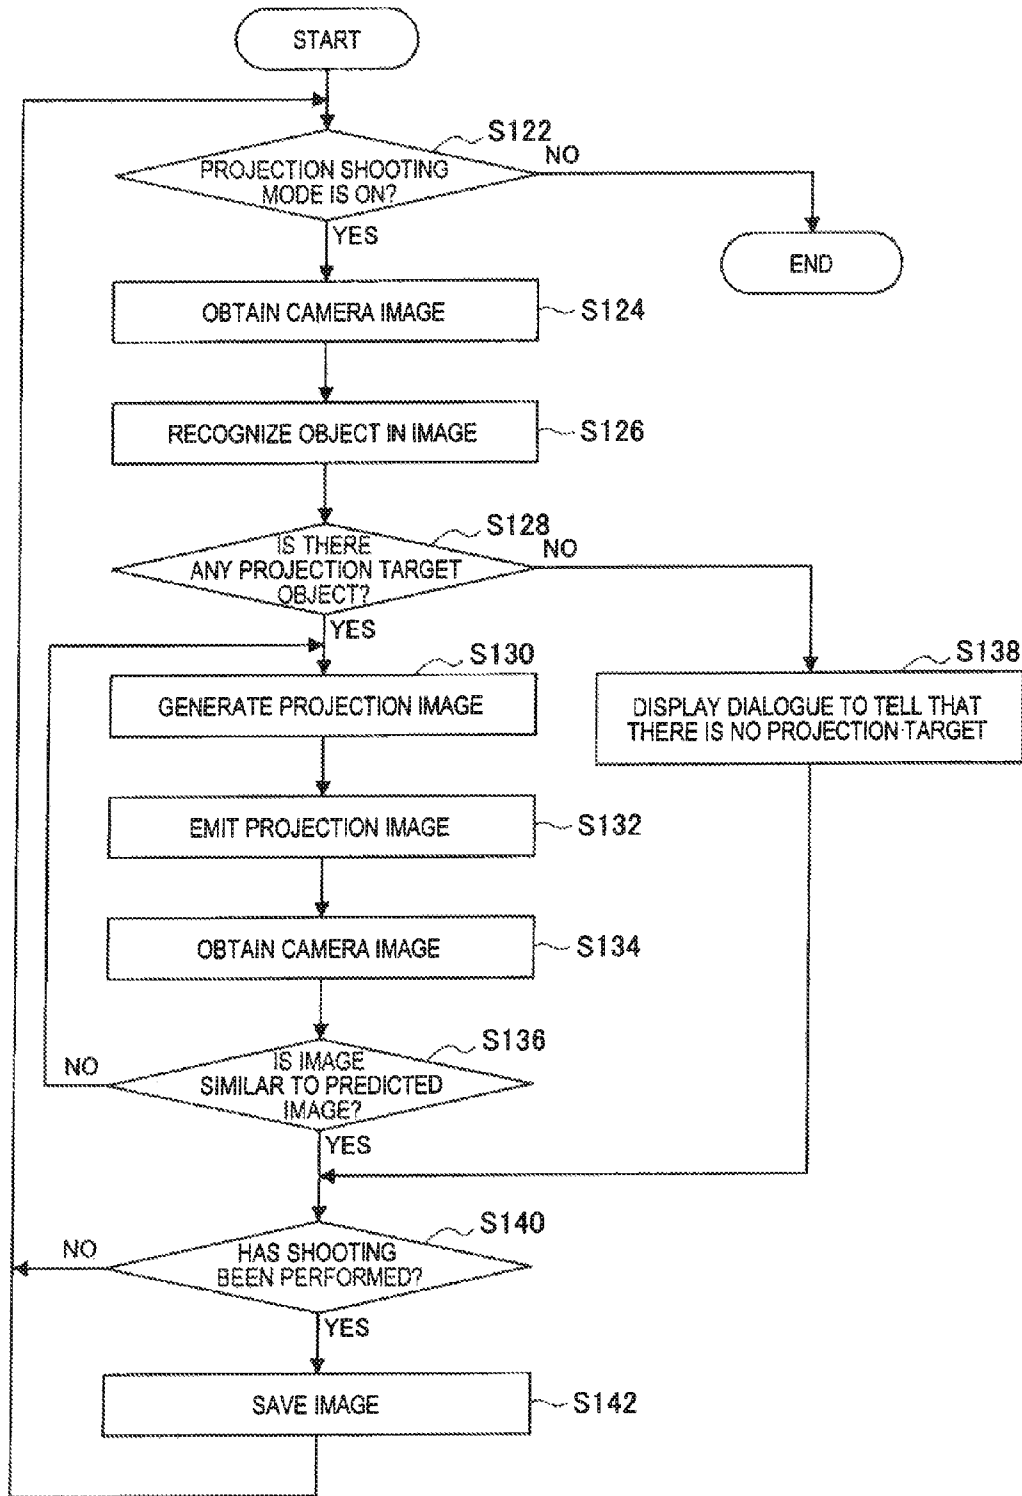 START
S122
PROJECTION SHOOTING
MODE IS ON?
NO
YES
END
OBTAIN CAMERA IMAGE
S124
RECOGNIZE OBJECT IN IMAGE
S126
S128
IS THERE
ANY PROJECTION TARGET
OBJECT?
NO
YES
S130
GENERATE PROJECTION IMAGE
S138
DISPLAY DIALOGUE TO TELL THAT
THERE IS NO PROJECTION TARGET
EMIT PROJECTION IMAGE
S132
OBTAIN CAMERA IMAGE
S134
S136
IS IMAGE
SIMILAR TO PREDICTED
IMAGE?
NO
YES
S140
HAS SHOOTING
BEEN PERFORMED?
NO
YES
SAVE IMAGE
S142